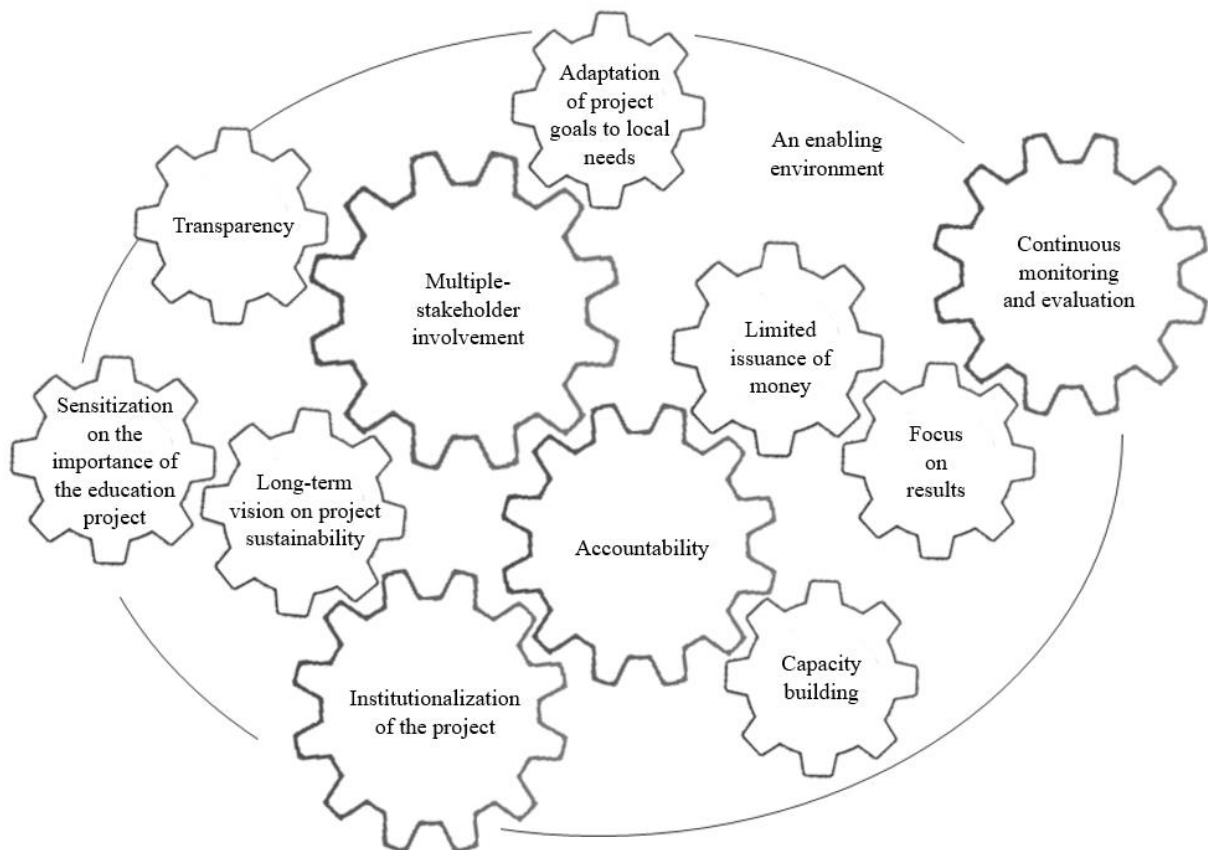 Adaptation
of project
goals to local
needs
An enabling
environment
Transparency
Multiple-
stakeholder
involvement
Continuous
monitoring
and evaluation
Limited
issuance of
money
Sensitization
on the
importance of
the education
project
Long-term
vision on project
sustainability
Focus
on
results
Accountability
Capacity
building
Institutionalization
of the project